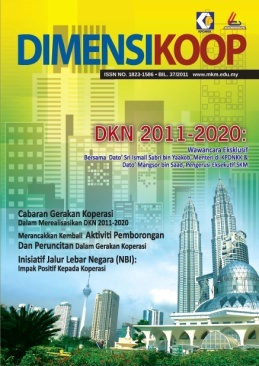 DIMENSIKOOP
ISSN NO. 1823-1586 • BIL. 37/2011 www.mkm.edu.my
DKN 2011-2020:
Wawancara Eksklusif
Bersama Dato' Sri Ismail Sabri bin Yaakob, Menteri di KPDNKK &
Dato' Mangsor bin Saad, Pengerusi Eksekutif SKM
Cabaran Gerakan Koperasi
Dalam Merealisasikan DKN 2011-2020
Merancakkan Kembali Aktiviti Pemborongan
Dan Peruncitan Dalam Gerakan Koperasi
Inisiatif Jalur Lebar Negara (NBI):
Impak Positif Kepada Koperasi